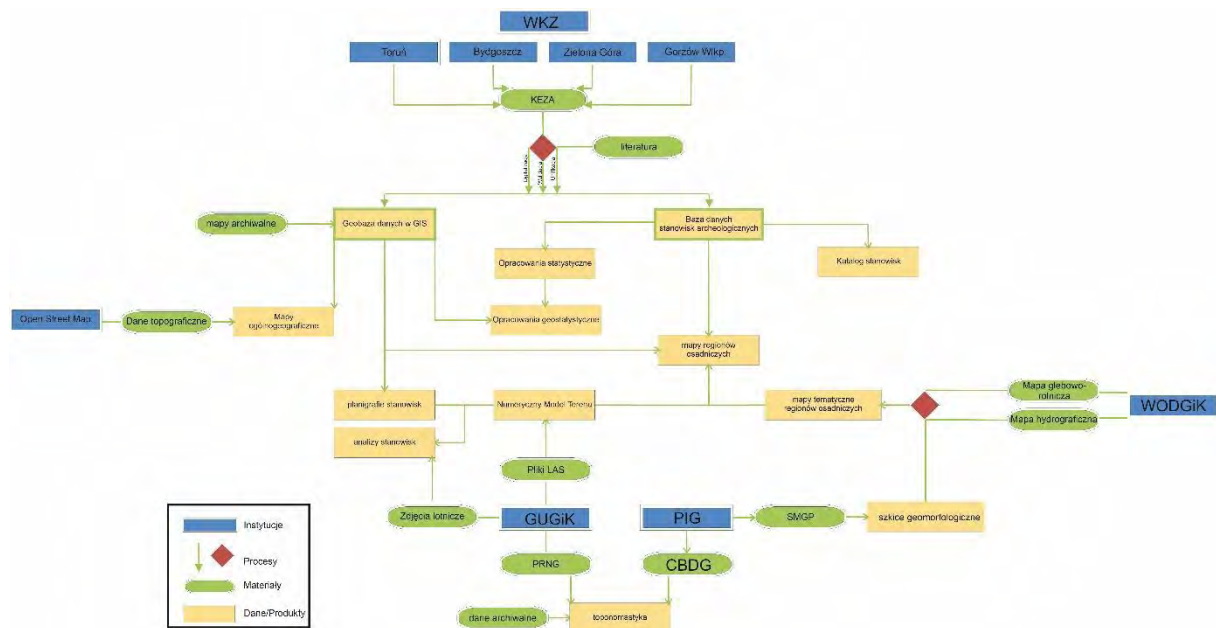 WKZ
Toruń
Bydgoszcz
Zielona Góra
Gorzów Wlkp
KEZA
literatura
mapy archiwalne
Geobaza danych w GIS
Baza danych
stanowisk archeologicznych
Opracowania statystyczne
Katalog stanowisk
Open Street Map
Dane topograficzne
Mapy
ogólnogeograficzne
Opracowania geostatystyczne
mapy regionów
osadniczych
planigrafie stanowisk
Numeryczny Model Terenu
mapy tematyczne
regionów osadniczych
Mapa glebowo-
rolnicza
Mapa hydrograficzna
WODGiK
analizy stanowisk
Pliki LAS
Zdjęcia lotnicze
GUGiK
PIG
SMGP
szkice geomorfologiczne
PRNG
CBDG
dane archiwalne
toponomastyka
Instytucje
Procesy
Materiały
Dane/Produkty